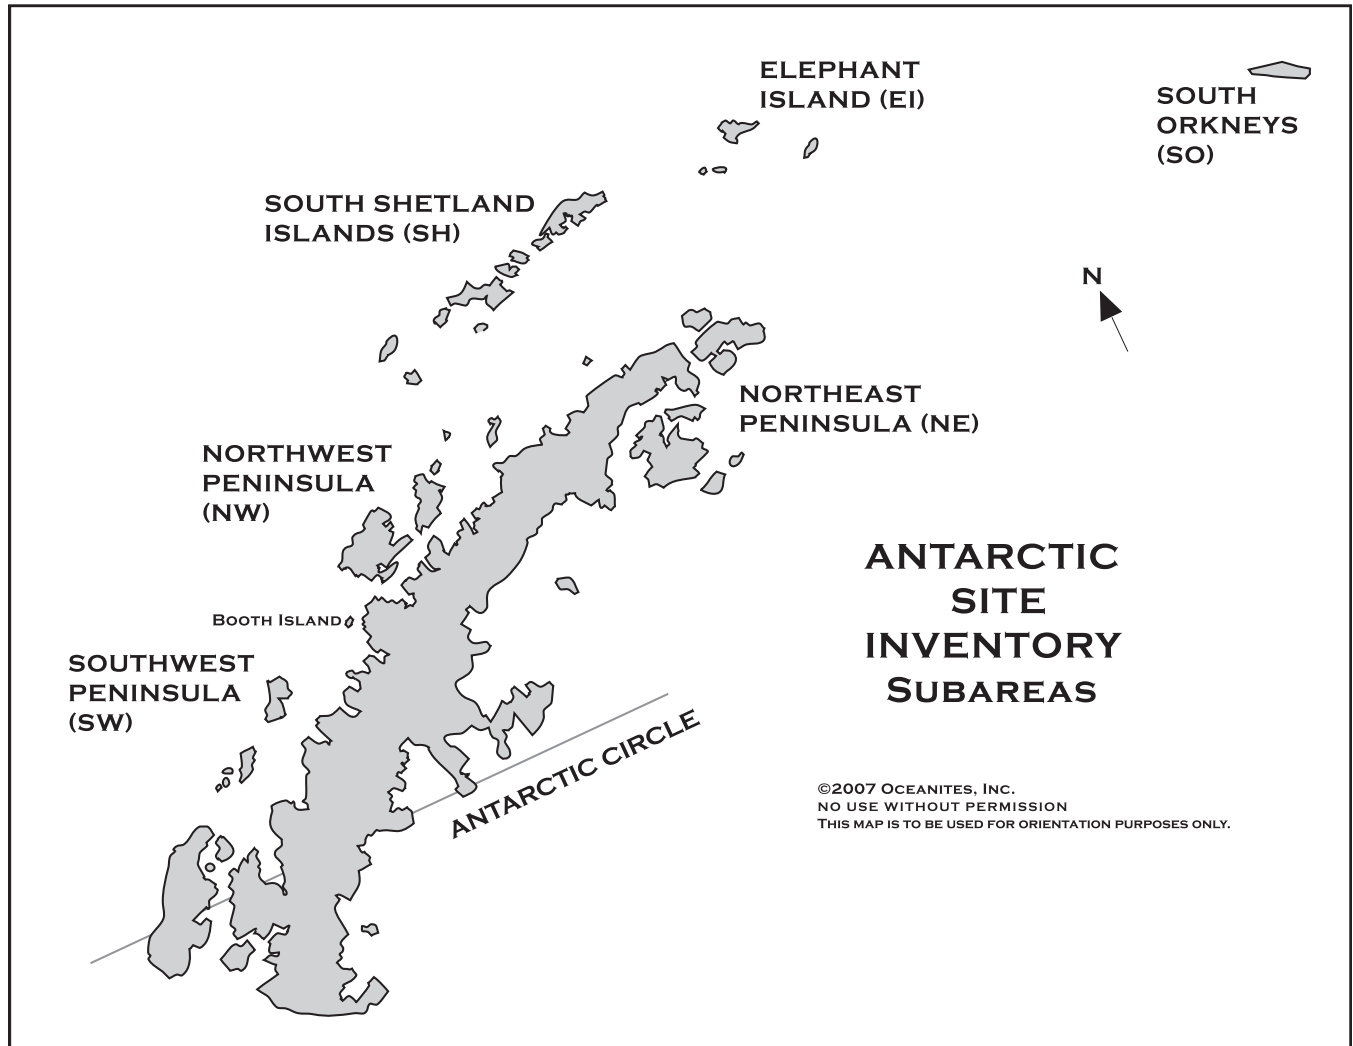 ELEPHANT
ISLAND (EI)
SOUTH
ORKNEYS
(SO)
SOUTH SHETLAND
ISLANDS (SH)
N
NORTHEAST
PENINSULA (NE)
NORTHWEST
PENINSULA
(NW)
ANTARCTIC
SITE
INVENTORY
SUBAREAS
BOOTH ISLAND
SOUTHWEST
PENINSULA
(SW)
ANTARCTIC CIRCLE
©2007 OCEANITES, INC.
NO USE WITHOUT PERMISSION
THIS MAP IS TO BE USED FOR ORIENTATION PURPOSES ONLY.